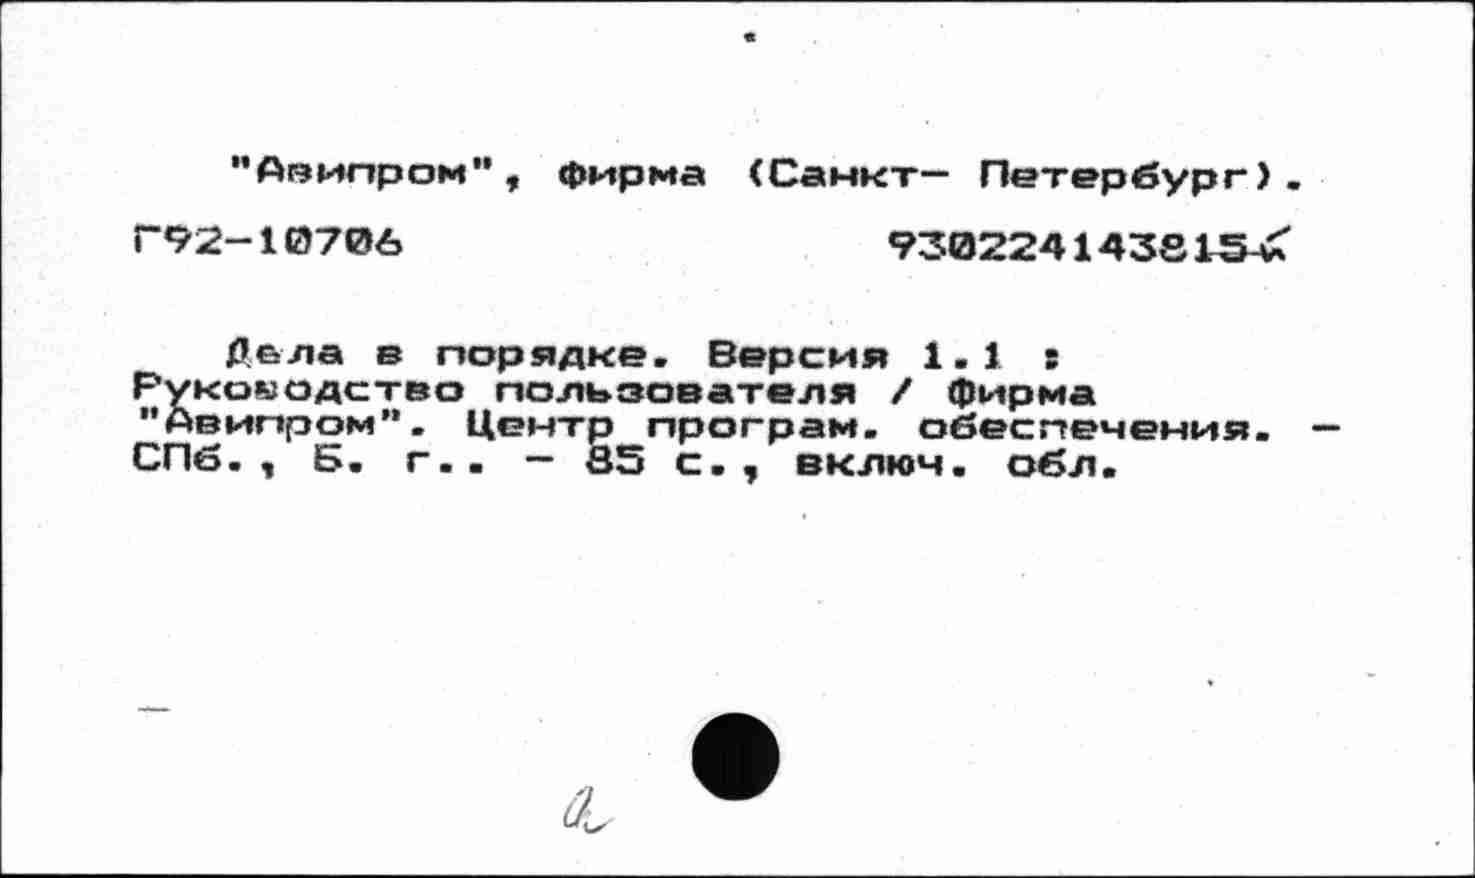 "Авипром", фирма (Санкт- Петербург).
Г92-10706 930224143815к
Дела в порядке. Версия 1.1 :
Руководство пользователя / Фирма
"Авипром". Центр програм. обеспечения. -
СПб., Б. г.. - 85 с., включ. обл.
а